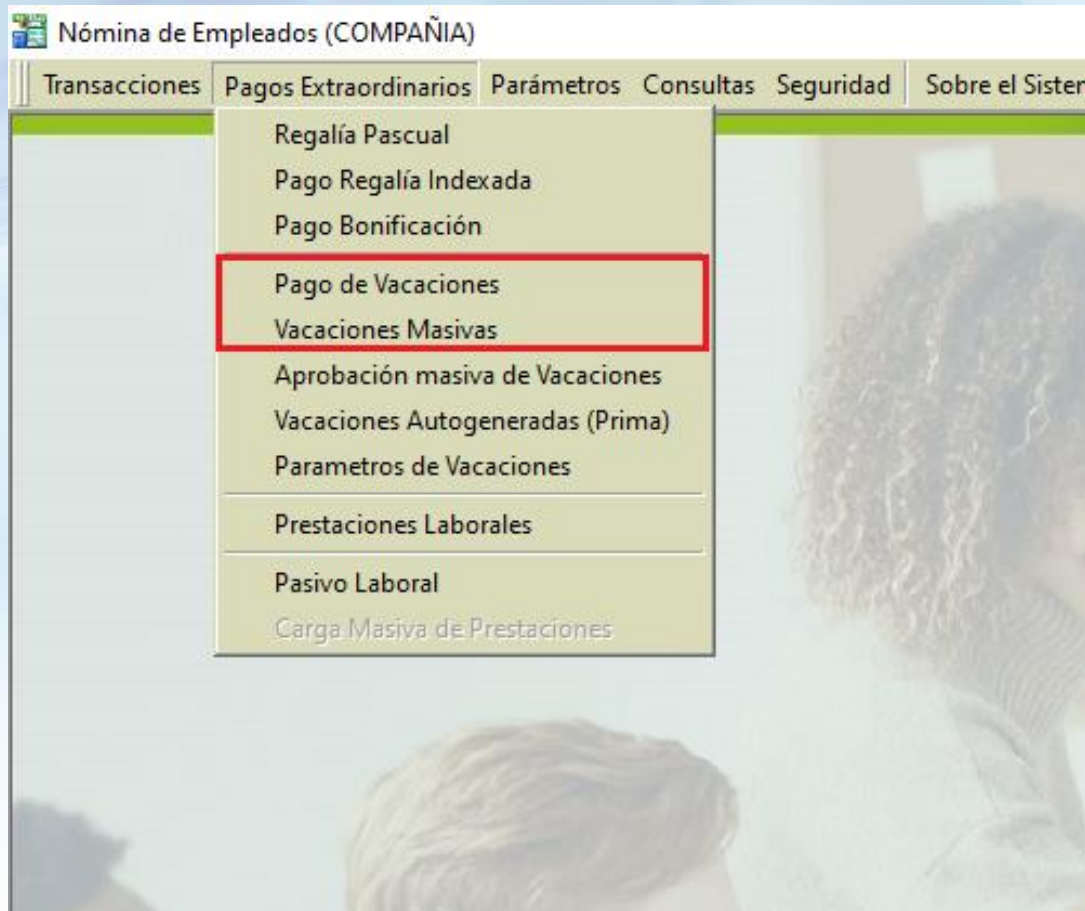 Nómina de Empleados (COMPAÑIA)
Transacciones Pagos Extraordinarios Parámetros Consultas Seguridad Sobre el
Regalía Pascual
Pago Regalía Indexada
Pago Bonificación
Pago de Vacaciones
Vacaciones Masivas
Aprobación masiva de Vacaciones
Vacaciones Autogeneradas (Prima)
Parametros de Vacaciones
Prestaciones Laborales
Pasivo Laboral
Carga Masiva de Prestaciones